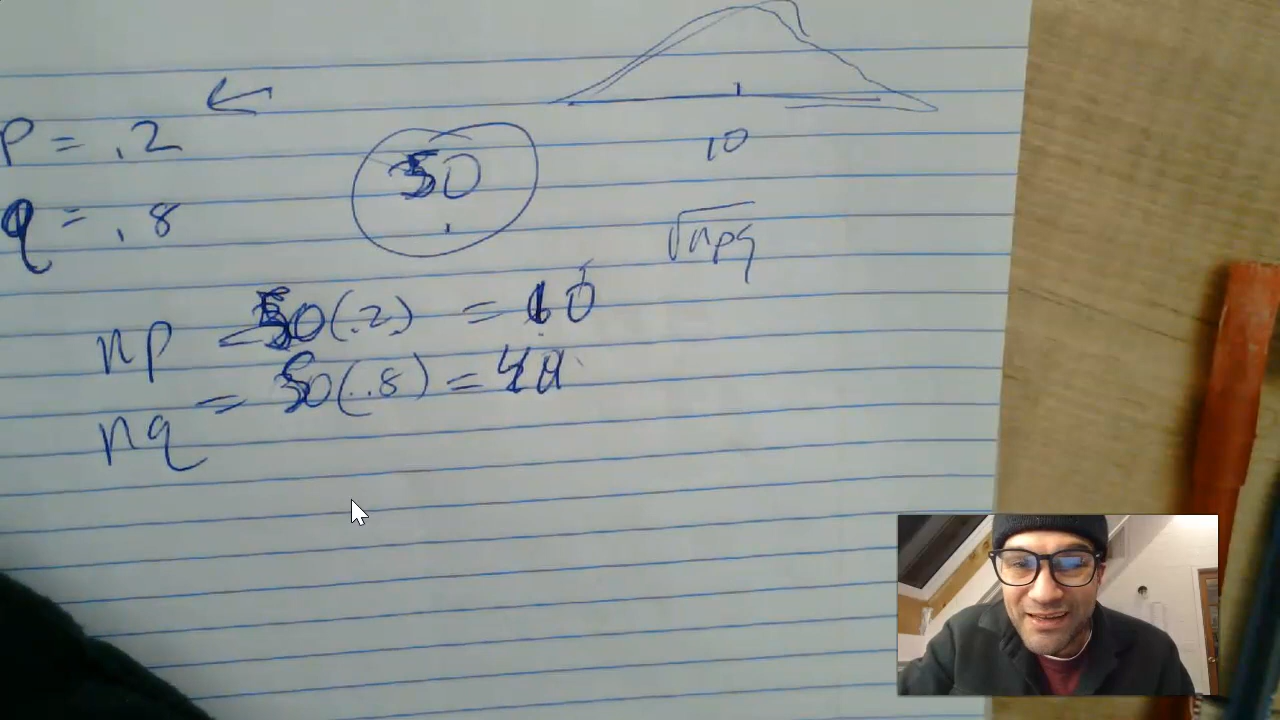 p = .2
q = .8
50
10
√npq
np = 50(.2) = 10
nq = 50(.8) = 40